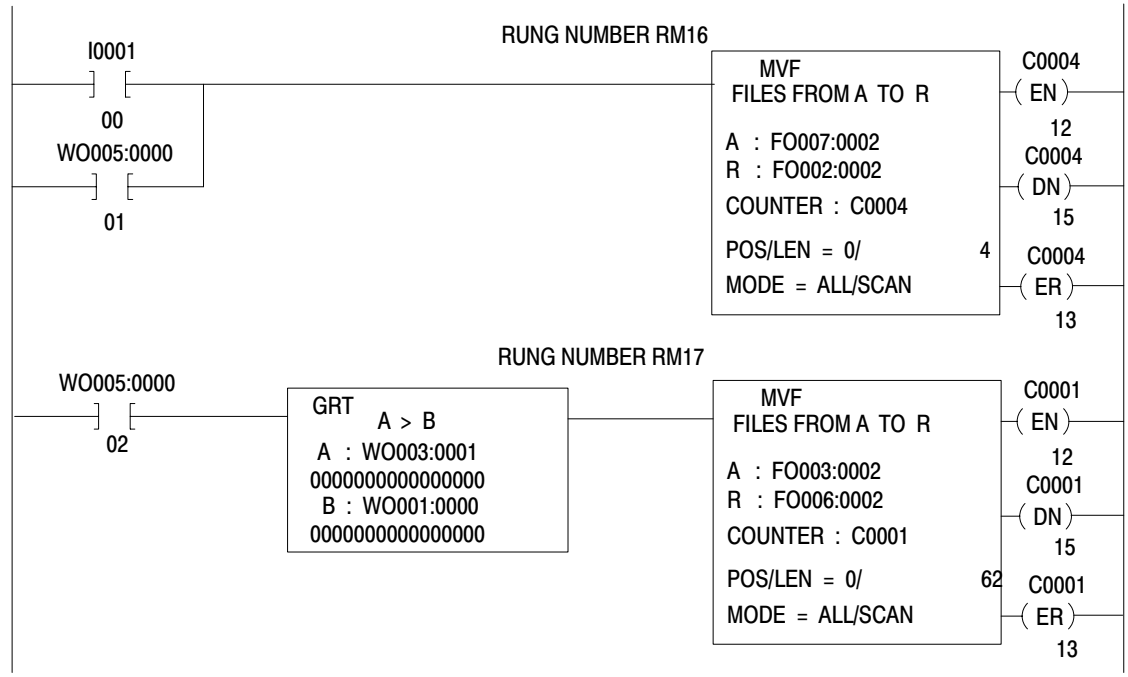 RUNG NUMBER RM16
I0001
00
WO005:0000
01
MVF
FILES FROM A TO R
A : FO007:0002
R : FO002:0002
COUNTER : C0004
POS/LEN = 0/ 4
MODE = ALL/SCAN
C0004
EN
12
C0004
DN
15
C0004
ER
13
RUNG NUMBER RM17
WO005:0000
02
GRT
A > B
A : WO003:0001
0000000000000000
B : WO001:0000
0000000000000000
MVF
FILES FROM A TO R
A : FO003:0002
R : FO006:0002
COUNTER : C0001
POS/LEN = 0/ 62
MODE = ALL/SCAN
C0001
EN
12
C0001
DN
15
C0001
ER
13